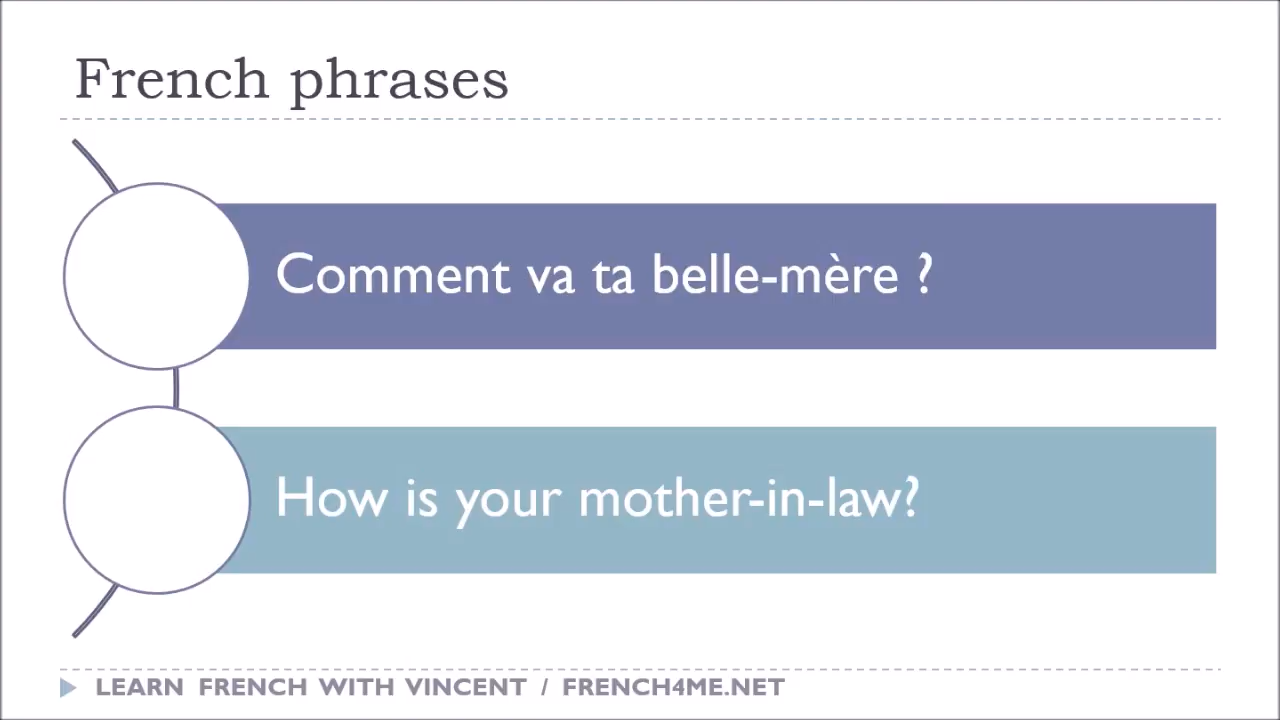 French phrases
Comment va ta belle-mère ?
How is your mother-in-law?
LEARN FRENCH WITH VINCENT / FRENCH4ME.NET